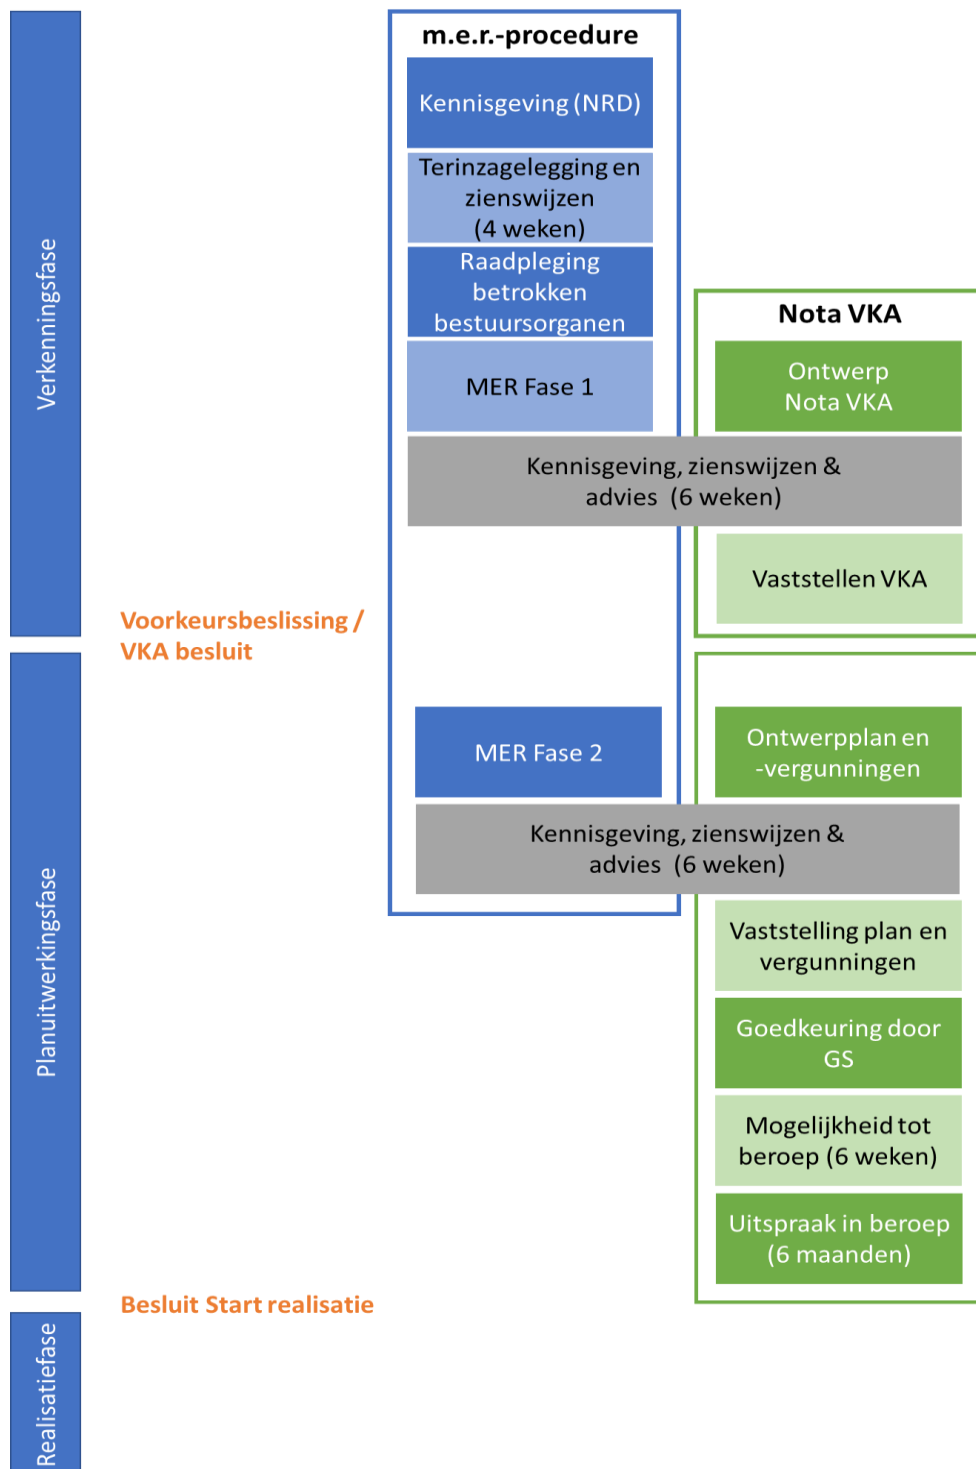 m.e.r.-procedure
Kennisgeving (NRD)
Terinzagelegging en
zienswijzen
(4 weken)
Raadpleging
betrokken
bestuursorganen
MER Fase 1
Nota VKA
Ontwerp
Nota VKA
Kennisgeving, zienswijzen &
advies (6 weken)
Vaststellen VKA
Verkenningsfase
Voorkeursbeslissing /
VKA besluit
MER Fase 2
Ontwerpplan en
-vergunningen
Kennisgeving, zienswijzen &
advies (6 weken)
Vaststelling plan en
vergunningen
Goedkeuring door
GS
Mogelijkheid tot
beroep (6 weken)
Uitspraak in beroep
(6 maanden)
Planuitwerkingsfase
Besluit Start realisatie
Realisatiefase